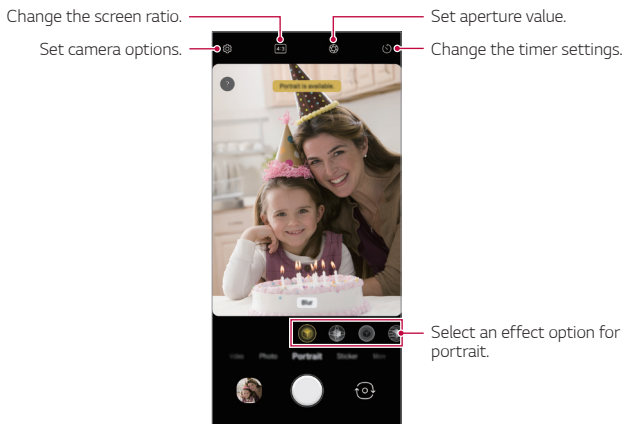 Change the screen ratio.
Set aperture value.
Set camera options.
Change the timer settings.
4:3
?
Portrait is available.
Blur
Select an effect option for
portrait.
Video Photo Portrait Sticker More